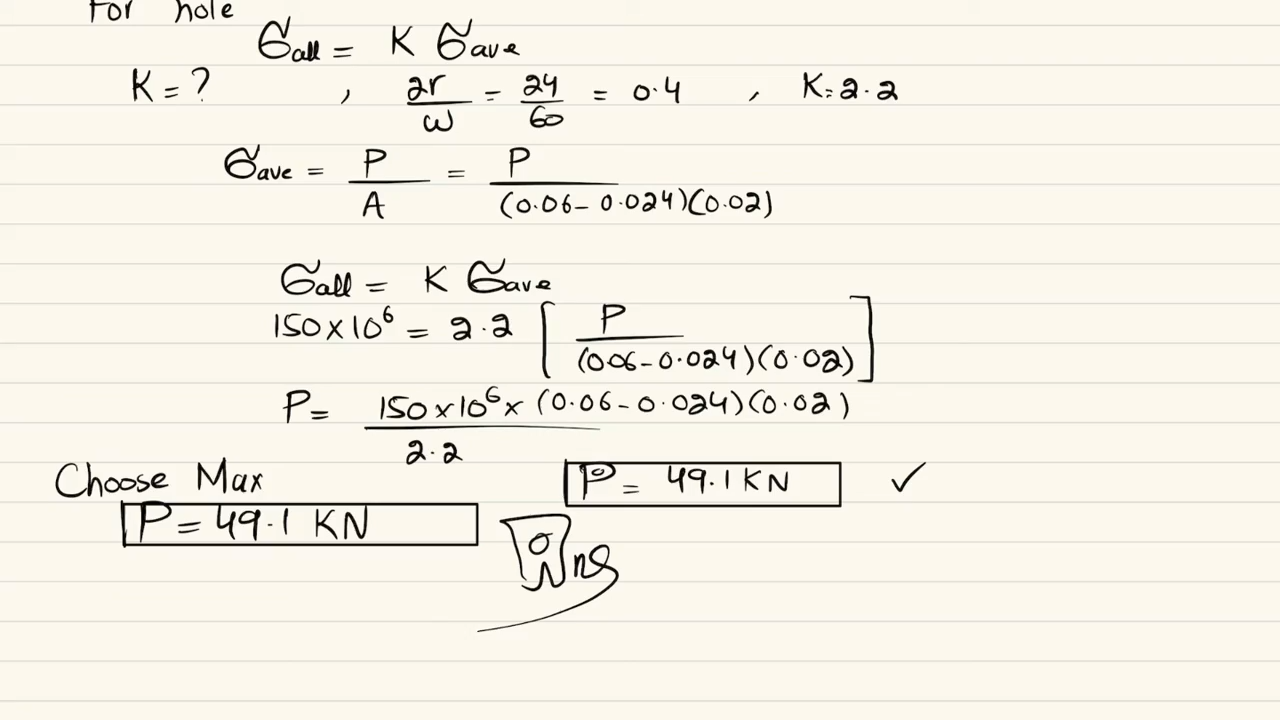 For hole
σall = K σave
K = ? , 2r/w = 24/60 = 0.4 , K = 2.2
σave = P/A = P/(0.06 - 0.024)(0.02)
σall = K σave
150×10⁶ = 2.2 [P/(0.06 - 0.024)(0.02)]
P = 150×10⁶ × (0.06 - 0.024)(0.02)/2.2
Choose Max P = 49.1 KN ✓
P = 49.1 KN